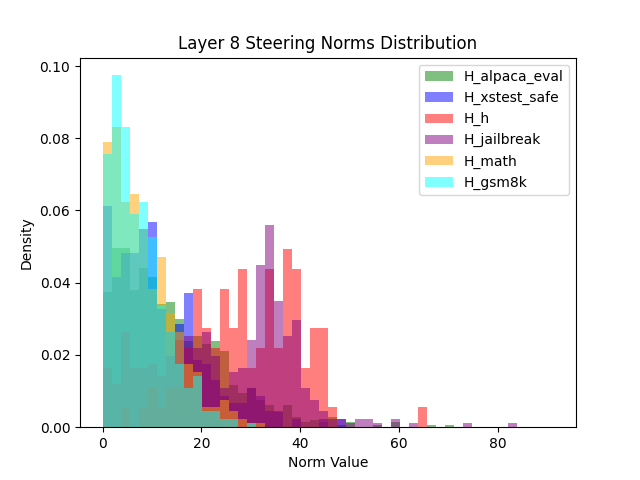 Layer 8 Steering Norms Distribution
H_alpaca_eval
H_xstest_safe
H_h
H_jailbreak
H_math
H_gsm8k
Density
0.10
0.08
0.06
0.04
0.02
0.00
0 20 40 60 80
Norm Value